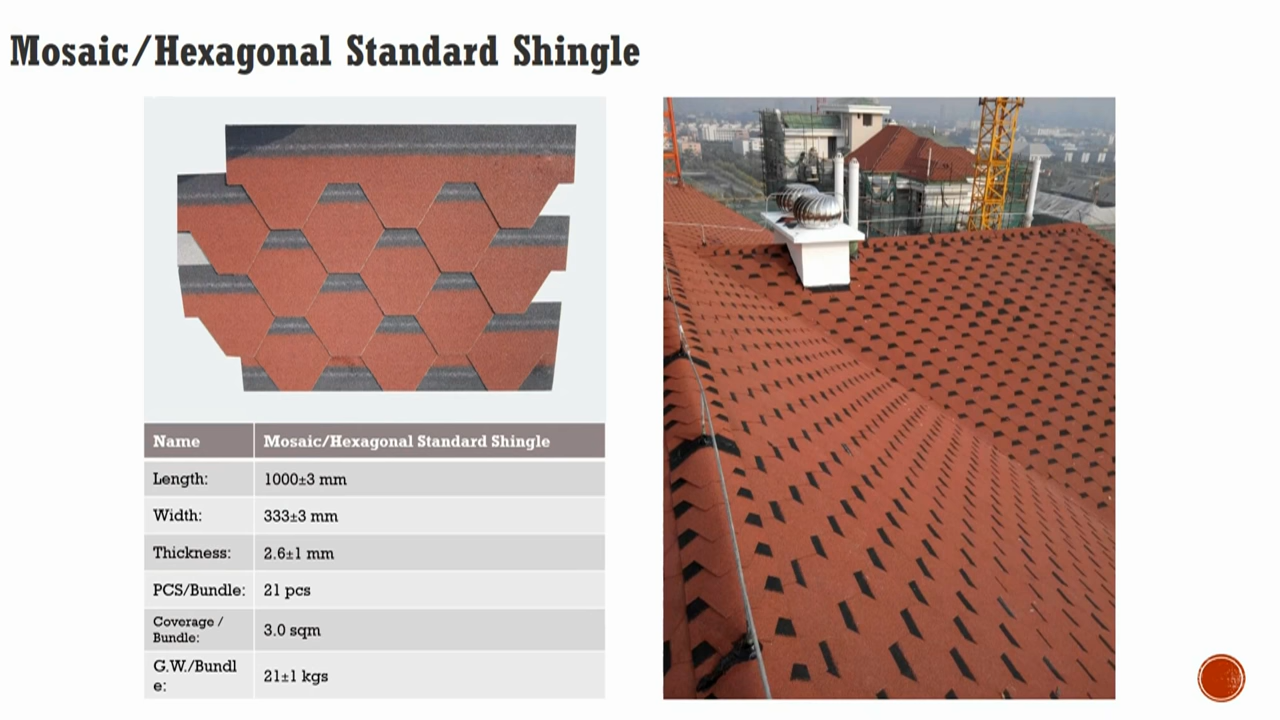 Mosaic/Hexagonal Standard Shingle
Name Mosaic/Hexagonal Standard Shingle
Length: 1000±3 mm
Width: 333±3 mm
Thickness: 2.6±1 mm
PCS/Bundle: 21 pcs
Coverage /
Bundle: 3.0 sqm
G.W./Bundl
e: 21±1 kgs